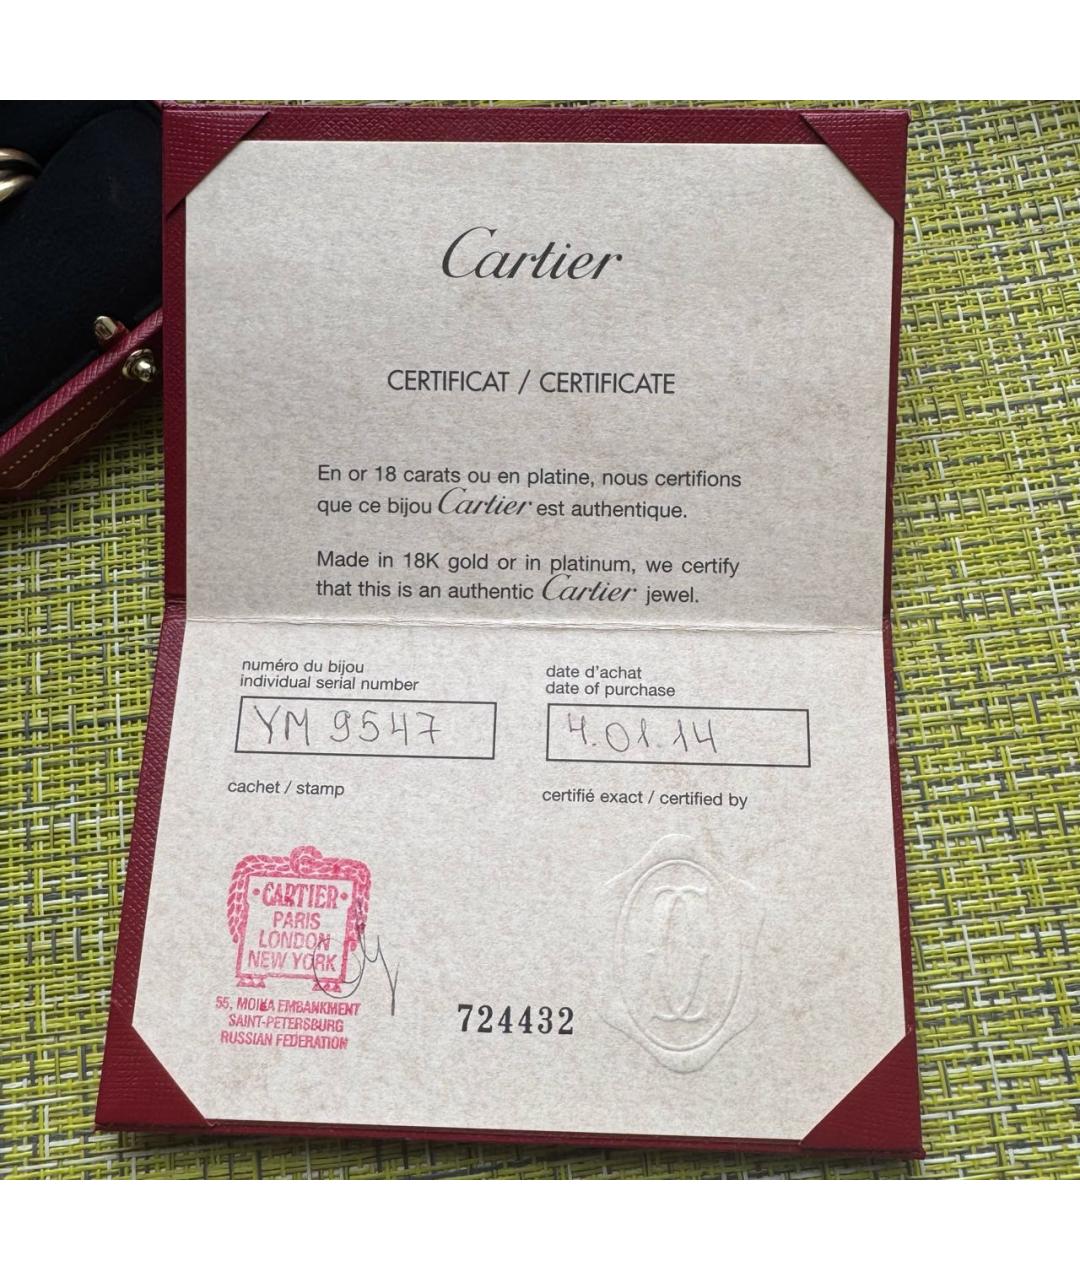 Cartier
CERTIFICAT / CERTIFICATE
En or 18 carats ou en platine, nous certifions
que ce bijou Cartier est authentique.
Made in 18K gold or in platinum, we certify
that this is an authentic Cartier jewel.
numéro du bijou
individual serial number
YM 9547
date d'achat
date of purchase
4.01.14
cachet / stamp
certifié exact / certified by
·CARTIER·
PARIS
LONDON
NEW YORK
55, MOIKA EMBANKMENT
SAINT-PETERSBURG
RUSSIAN FEDERATION
724432